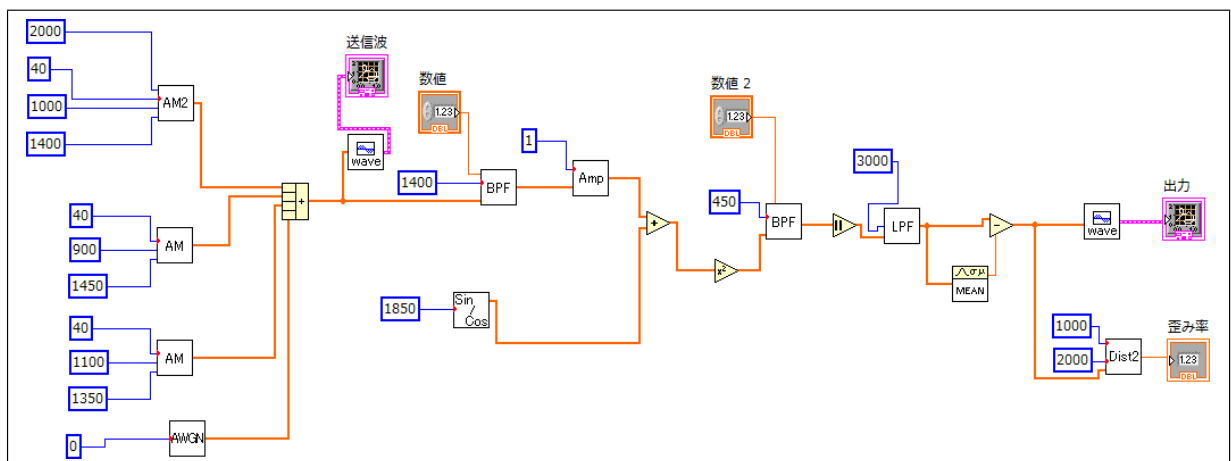 2000
40
1000
1400
AM2
送信波
wave
数値
1.23
DBL
1400
BPF
1
Amp
数値 2
1.23
DBL
450
BPF
3000
LPF
出力
wave
40
900
1450
AM
+
+
x²
−
σμ
MEAN
1850
Sin
Cos
40
1100
1350
AM
1000
2000
Dist2
歪み率
1.23
DBL
0
AWGN